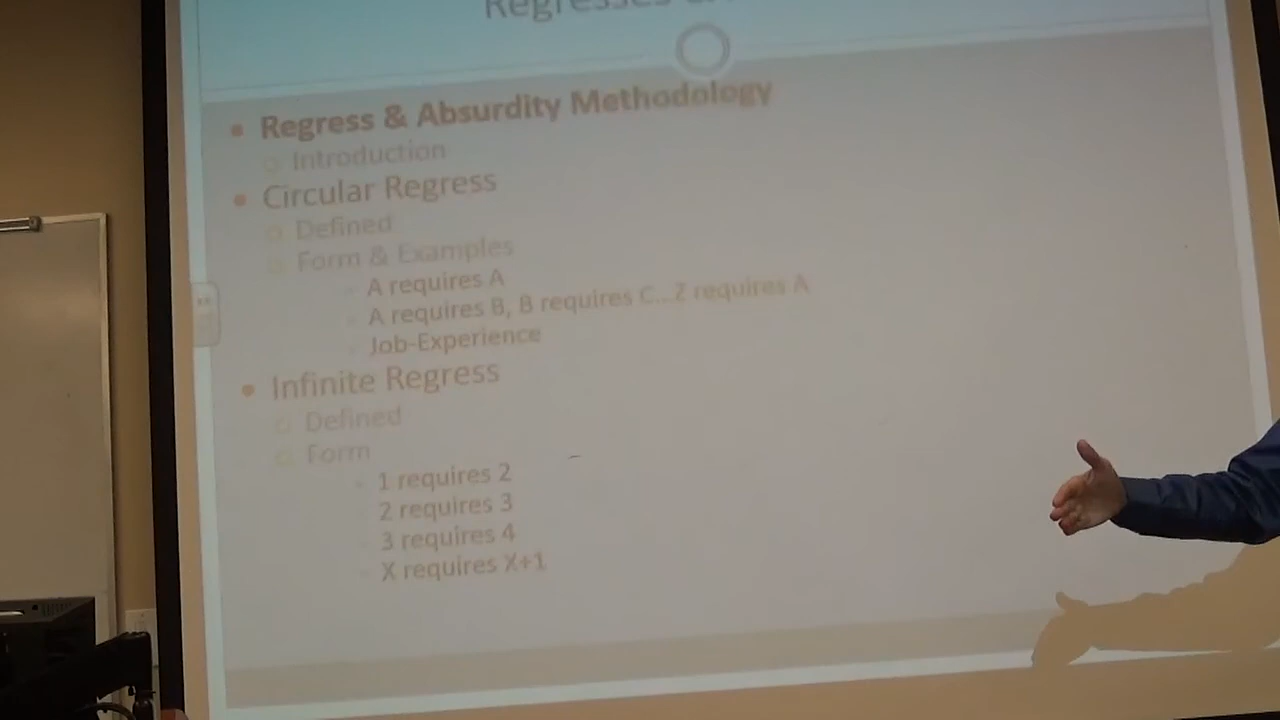 Regresses &
Regress & Absurdity Methodology
Introduction
Circular Regress
Defined
Form & Examples
A requires A
A requires B, B requires C...Z requires A
Job-Experience
Infinite Regress
Defined
Form
1 requires 2
2 requires 3
3 requires 4
X requires X+1